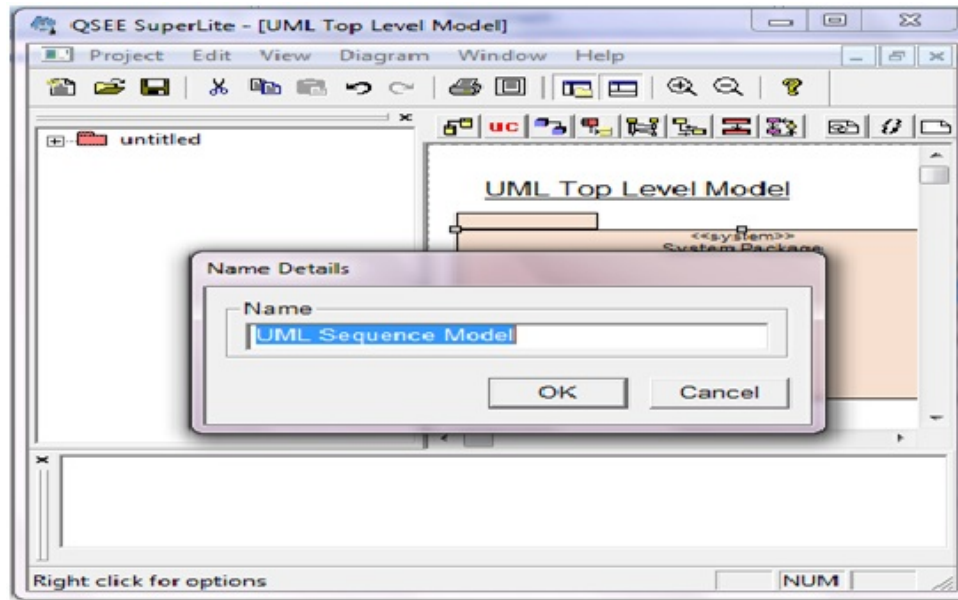 QSEE SuperLite - [UML Top Level Model]
Project Edit View Diagram Window Help
uc
untitled
UML Top Level Model
<<system>>
System Package
Name Details
Name
UML Sequence Model
OK Cancel
Right click for options
NUM